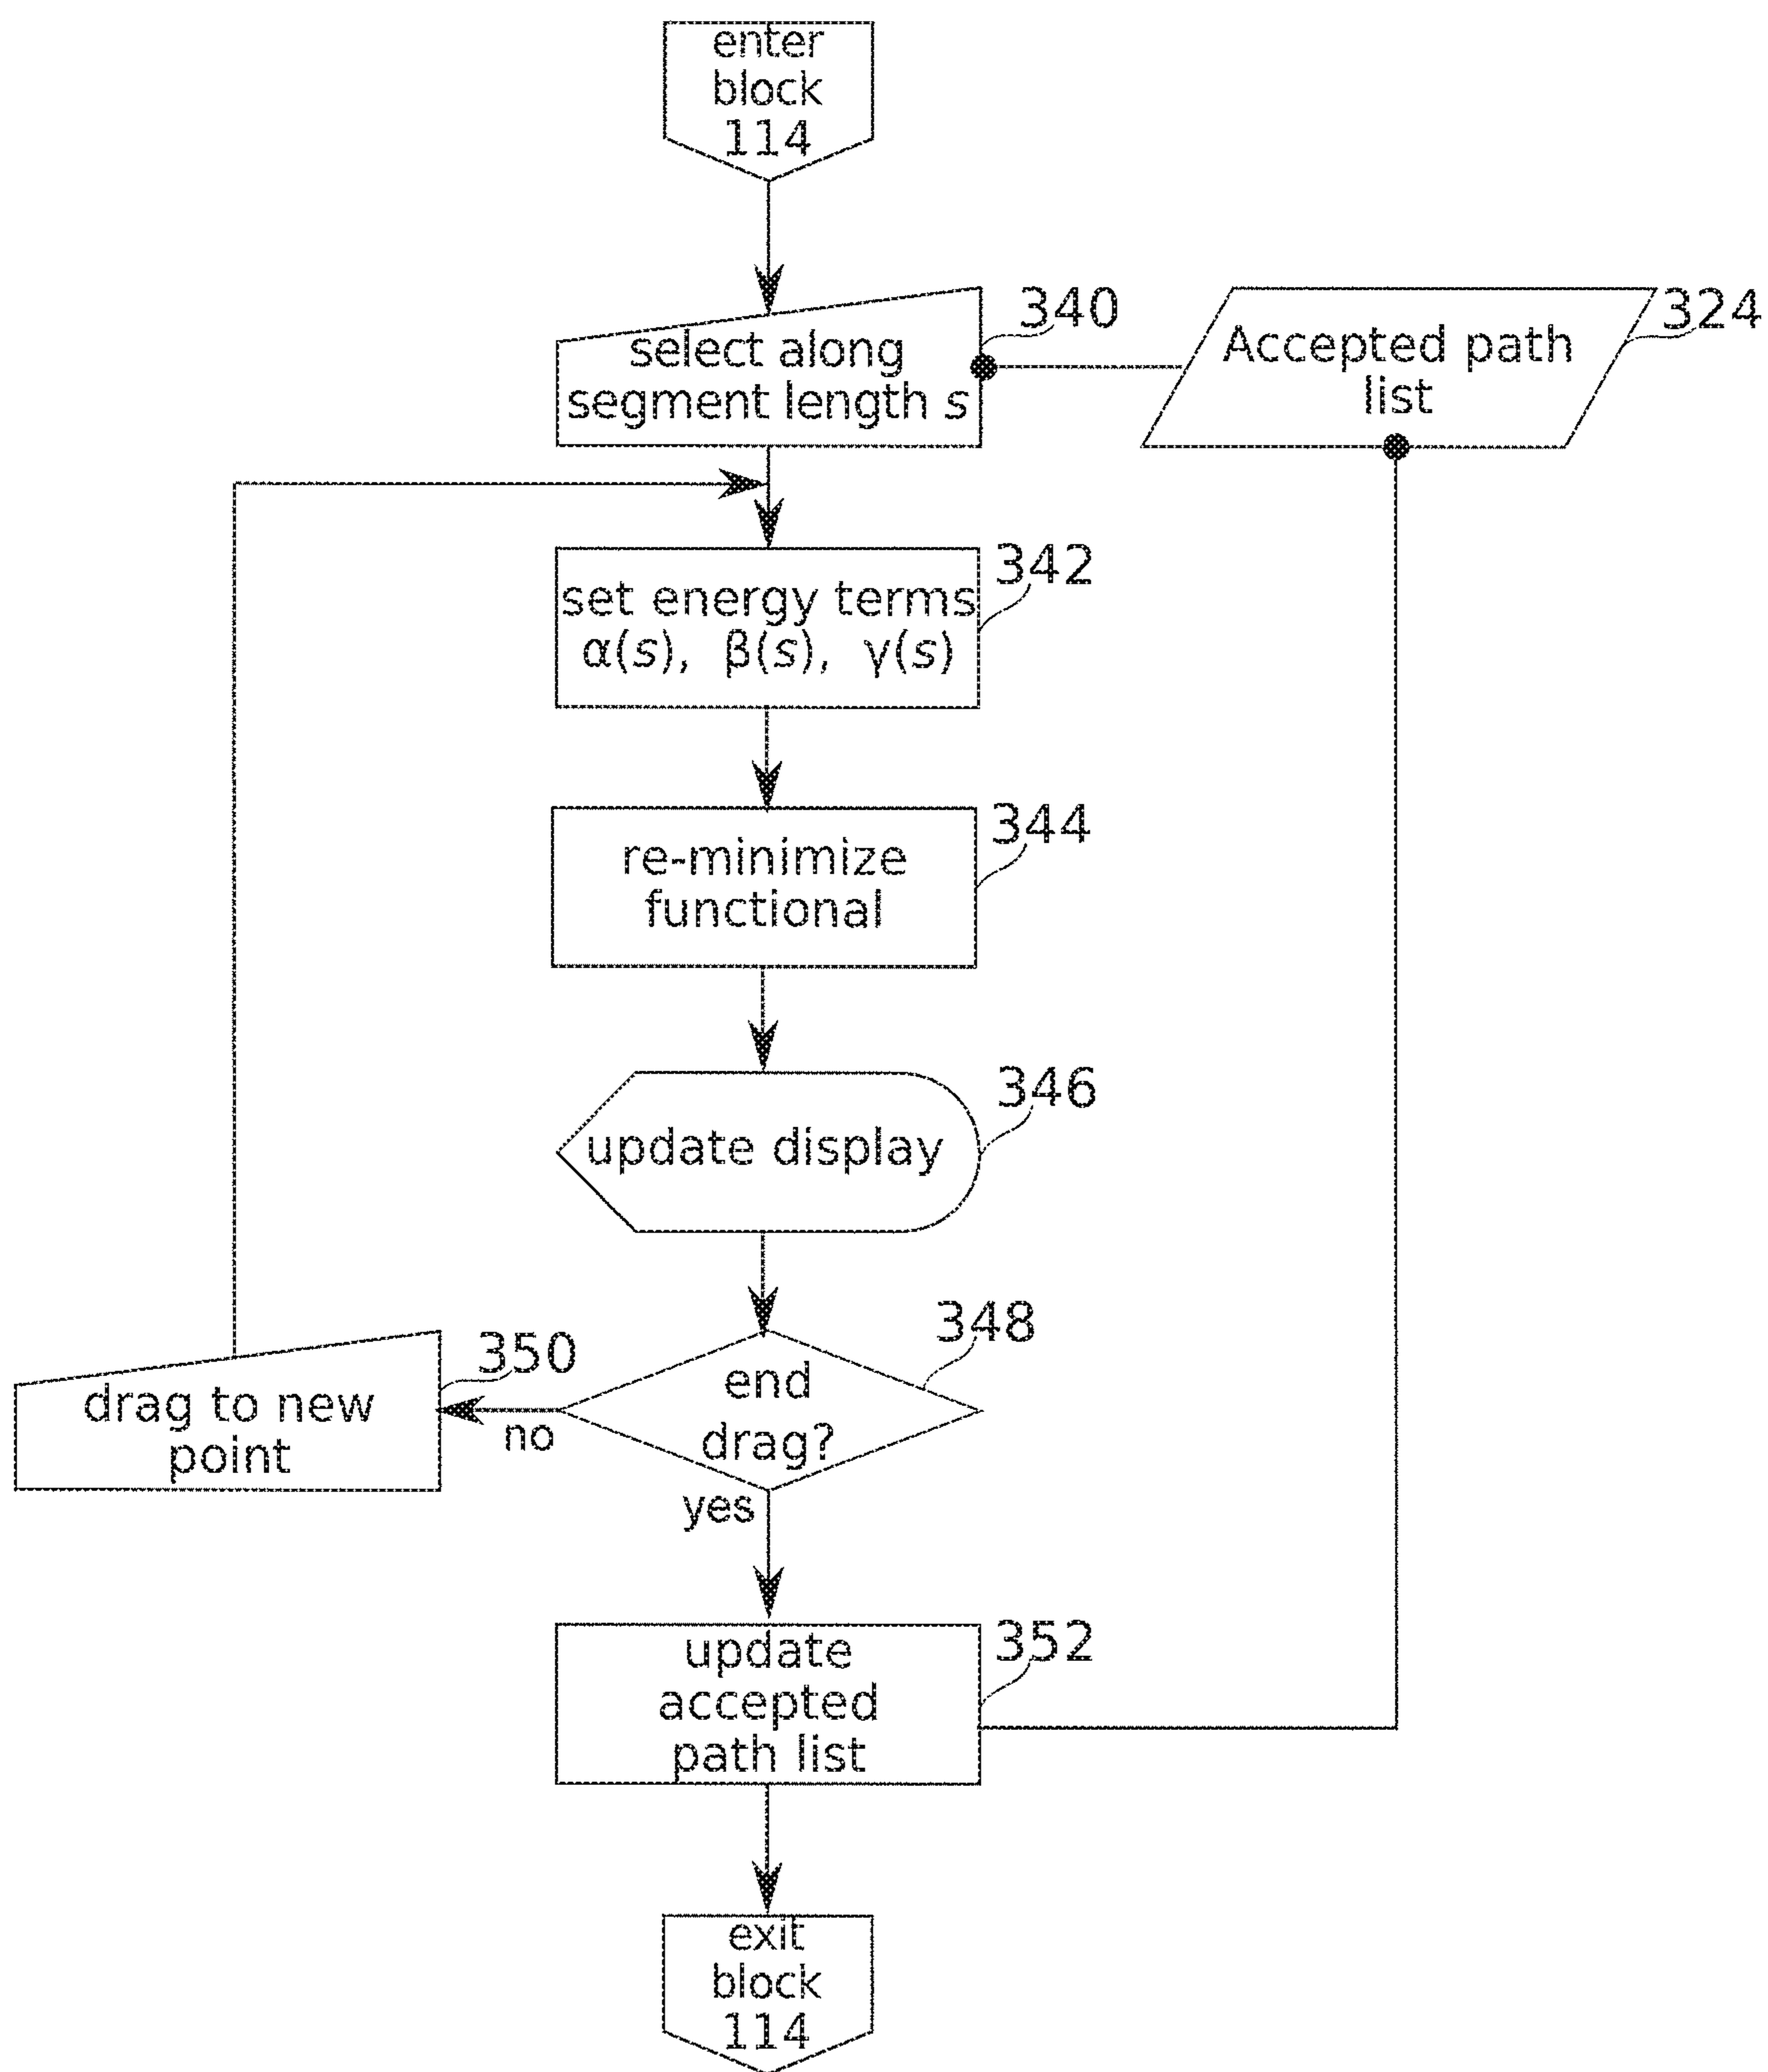 enter
block
114
340
select along
segment length s
324
Accepted path
list
342
set energy terms
α(s), β(s), γ(s)
344
re-minimize
functional
346
update display
348
end
drag?
350
drag to new
point
no
yes
352
update
accepted
path list
exit
block
114